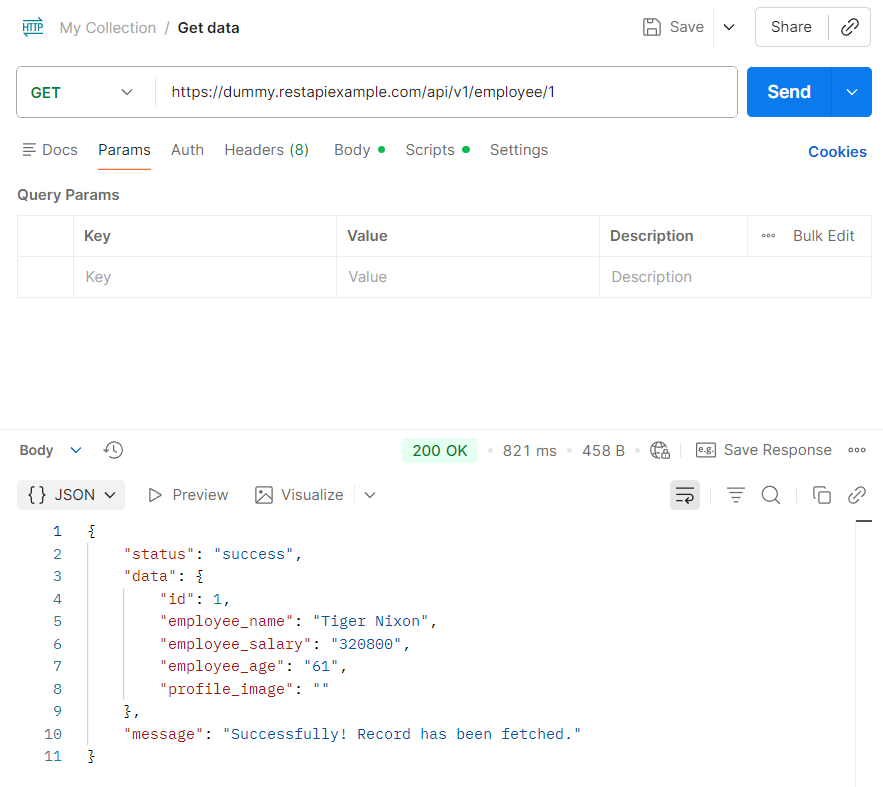 HTTP My Collection / Get data Save Share
GET https://dummy.restapiexample.com/api/v1/employee/1 Send
Docs Params Auth Headers (8) Body Scripts Settings Cookies
Query Params
Key Value Description Bulk Edit
Key Value Description
Body 200 OK 821 ms 458 B e.g. Save Response
{} JSON Preview Visualize
1 {
2 "status": "success",
3 "data": {
4 "id": 1,
5 "employee_name": "Tiger Nixon",
6 "employee_salary": "320800",
7 "employee_age": "61",
8 "profile_image": ""
9 },
10 "message": "Successfully! Record has been fetched."
11 }